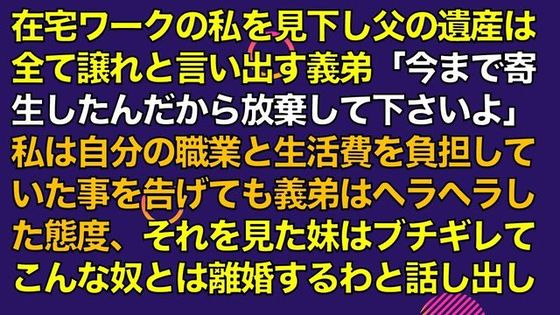 在宅ワークの私を見下し父の遺産は
全て譲れと言い出す義弟「今まで寄
生したんだから放棄して下さいよ」
私は自分の職業と生活費を負担して
いた事を告げても義弟はヘラヘラし
た態度、それを見た妹はブチギレて
こんな奴とは離婚するわと話し出し